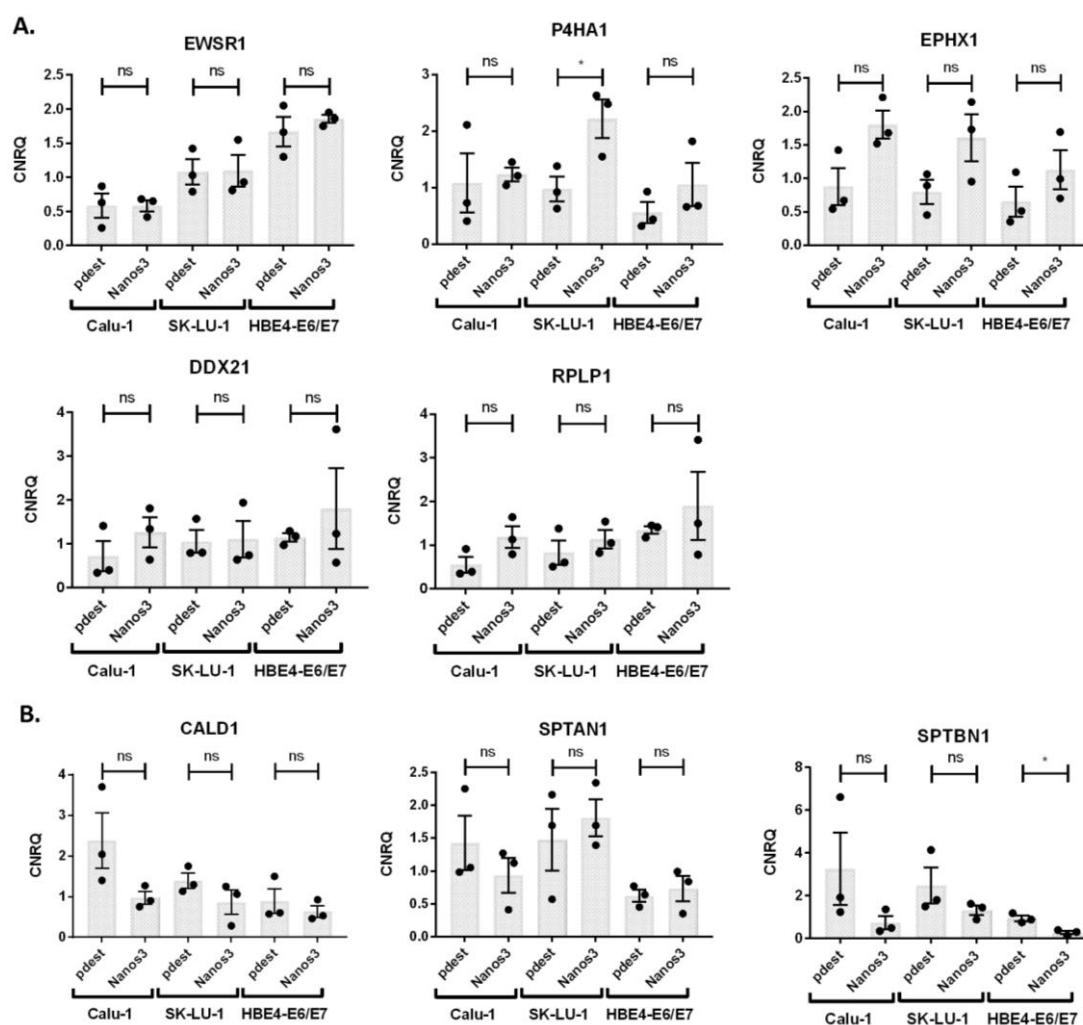 A.
EWSR1
ns ns ns
CNRQ
2.5
2.0
1.5
1.0
0.5
0.0
pdest Nanos3 pdest Nanos3 pdest Nanos3
Calu-1 SK-LU-1 HBE4-E6/E7
P4HA1
ns * ns
CNRQ
3
2
1
0
pdest Nanos3 pdest Nanos3 pdest Nanos3
Calu-1 SK-LU-1 HBE4-E6/E7
EPHX1
ns ns ns
CNRQ
2.5
2.0
1.5
1.0
0.5
0.0
pdest Nanos3 pdest Nanos3 pdest Nanos3
Calu-1 SK-LU-1 HBE4-E6/E7
DDX21
ns ns ns
CNRQ
4
3
2
1
0
pdest Nanos3 pdest Nanos3 pdest Nanos3
Calu-1 SK-LU-1 HBE4-E6/E7
RPLP1
ns ns ns
CNRQ
4
3
2
1
0
pdest Nanos3 pdest Nanos3 pdest Nanos3
Calu-1 SK-LU-1 HBE4-E6/E7
B.
CALD1
ns ns ns
CNRQ
4
3
2
1
0
pdest Nanos3 pdest Nanos3 pdest Nanos3
Calu-1 SK-LU-1 HBE4-E6/E7
SPTAN1
ns ns ns
CNRQ
2.5
2.0
1.5
1.0
0.5
0.0
pdest Nanos3 pdest Nanos3 pdest Nanos3
Calu-1 SK-LU-1 HBE4-E6/E7
SPTBN1
ns ns *
CNRQ
8
6
4
2
0
pdest Nanos3 pdest Nanos3 pdest Nanos3
Calu-1 SK-LU-1 HBE4-E6/E7